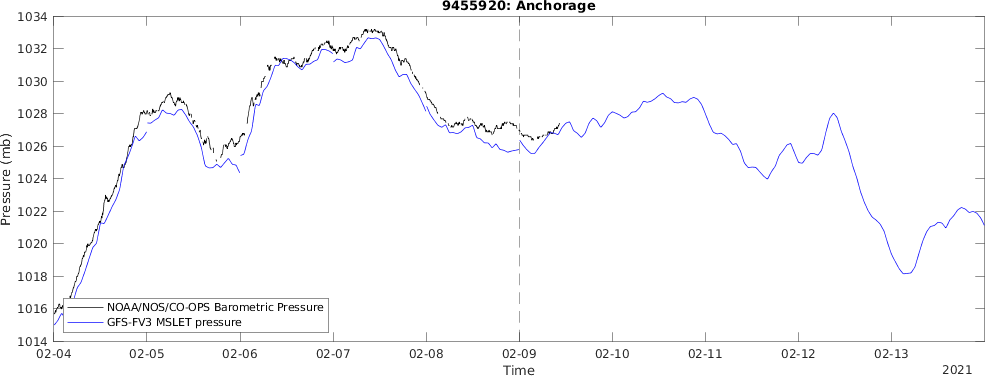 9455920: Anchorage
1034
1032
1030
1028
1026
1024
1022
1020
1018
1016
1014
Pressure (mb)
NOAA/NOS/CO-OPS Barometric Pressure
GFS-FV3 MSLET pressure
02-04 02-05 02-06 02-07 02-08 02-09 02-10 02-11 02-12 02-13
Time
2021